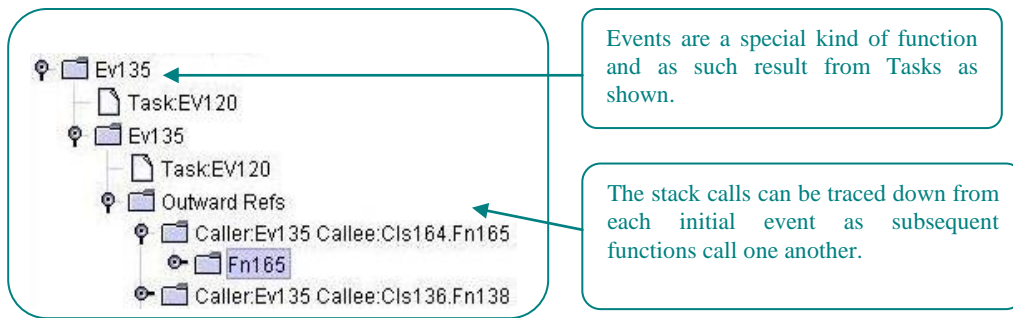 Ev135
Task:EV120
Ev135
Task:EV120
Outward Refs
Caller:Ev135 Callee:Cls164.Fn165
Fn165
Caller:Ev135 Callee:Cls136.Fn138
Events are a special kind of function
and as such result from Tasks as
shown.
The stack calls can be traced down from
each initial event as subsequent
functions call one another.